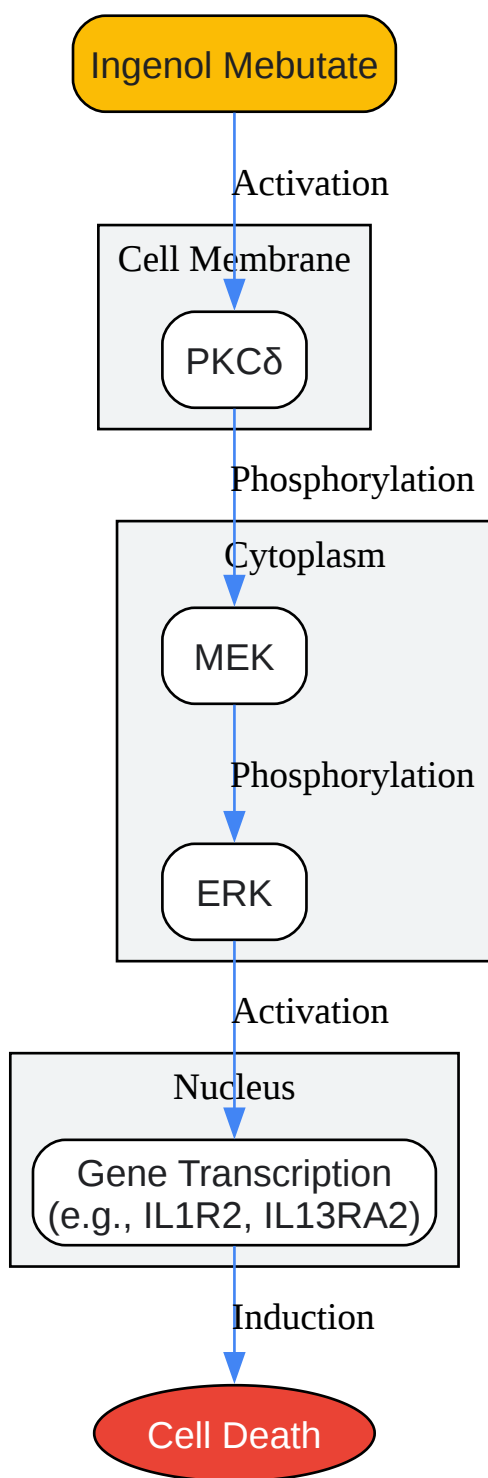 Ingenol Mebutate
Activation
Cell Membrane
PKCδ
Phosphorylation
Cytoplasm
MEK
Phosphorylation
ERK
Activation
Nucleus
Gene Transcription
(e.g., IL1R2, IL13RA2)
Induction
Cell Death